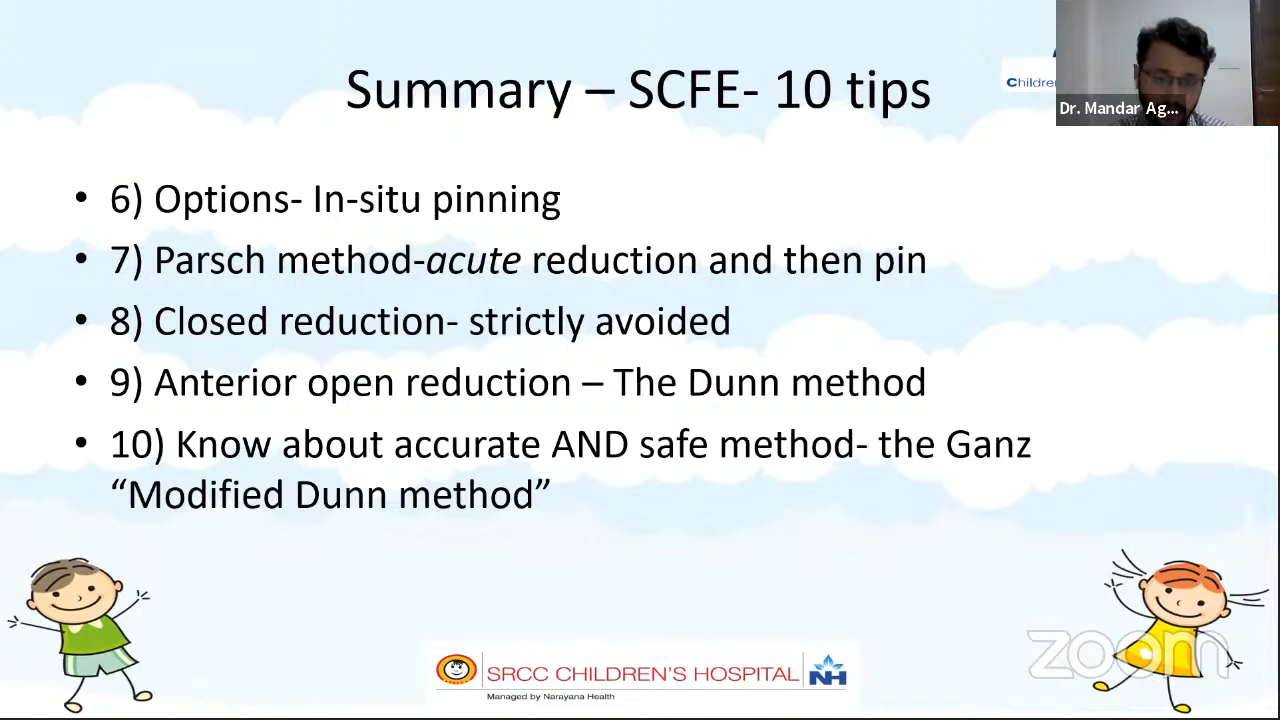 Summary – SCFE- 10 tips
Childre
Dr. Mandar Ag...
• 6) Options- In-situ pinning
• 7) Parsch method-acute reduction and then pin
• 8) Closed reduction- strictly avoided
• 9) Anterior open reduction – The Dunn method
• 10) Know about accurate AND safe method- the Ganz
“Modified Dunn method”
SRCC CHILDREN'S HOSPITAL
NH
Managed by Narayana Health
zoom